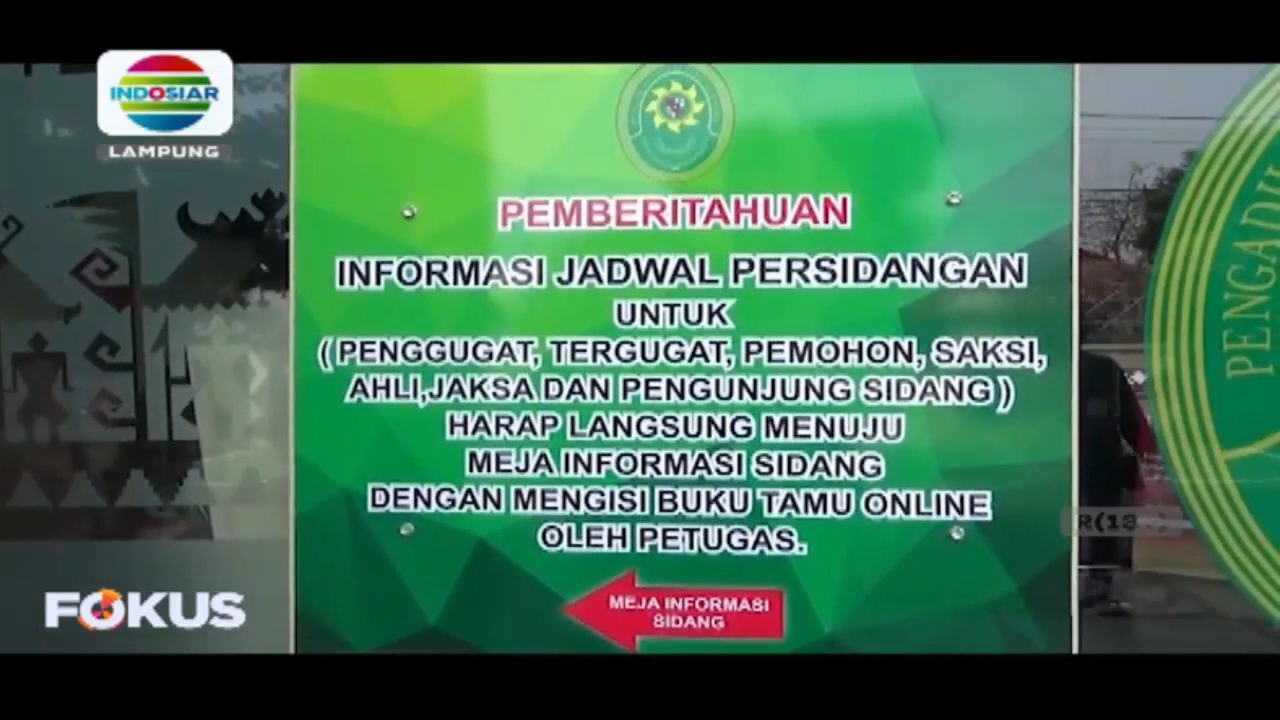 INDOSIAR
LAMPUNG
PEMBERITAHUAN
INFORMASI JADWAL PERSIDANGAN
UNTUK
( PENGGUGAT, TERGUGAT, PEMOHON, SAKSI,
AHLI,JAKSA DAN PENGUNJUNG SIDANG )
HARAP LANGSUNG MENUJU
MEJA INFORMASI SIDANG
DENGAN MENGISI BUKU TAMU ONLINE
OLEH PETUGAS.
MEJA INFORMASI
SIDANG
FOKUS